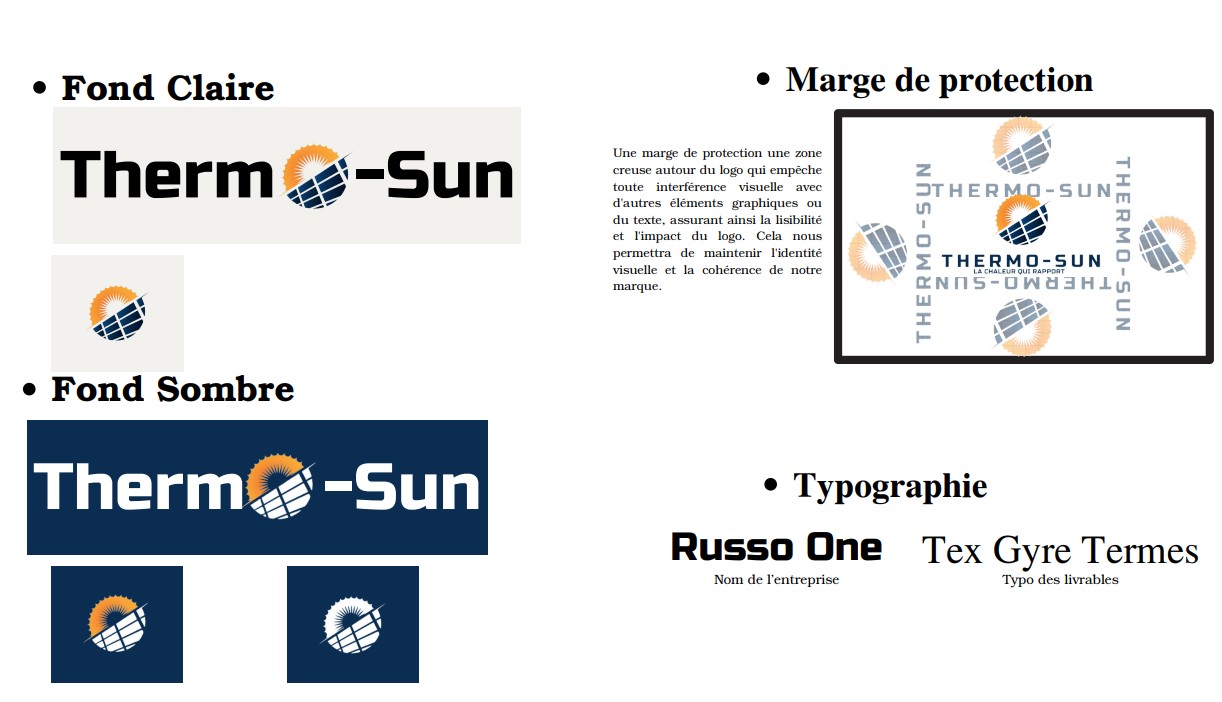 Fond Claire
Therm -Sun
Fond Sombre
Therm -Sun
Marge de protection
Une marge de protection une zone
creuse autour du logo qui empêche
toute interférence visuelle avec
d'autres éléments graphiques ou
du texte, assurant ainsi la lisibilité
et l'impact du logo. Cela nous
permettra de maintenir l'identité
visuelle et la cohérence de notre
marque.
THERMO-SUN
THERMO-SUN
THERMO-SUN
THERMO-SUN
LA CHALEUR QUI RAPPORT
THERMO-SUN
Typographie
Russo One
Nom de l'entreprise
Tex Gyre Termes
Typo des livrables